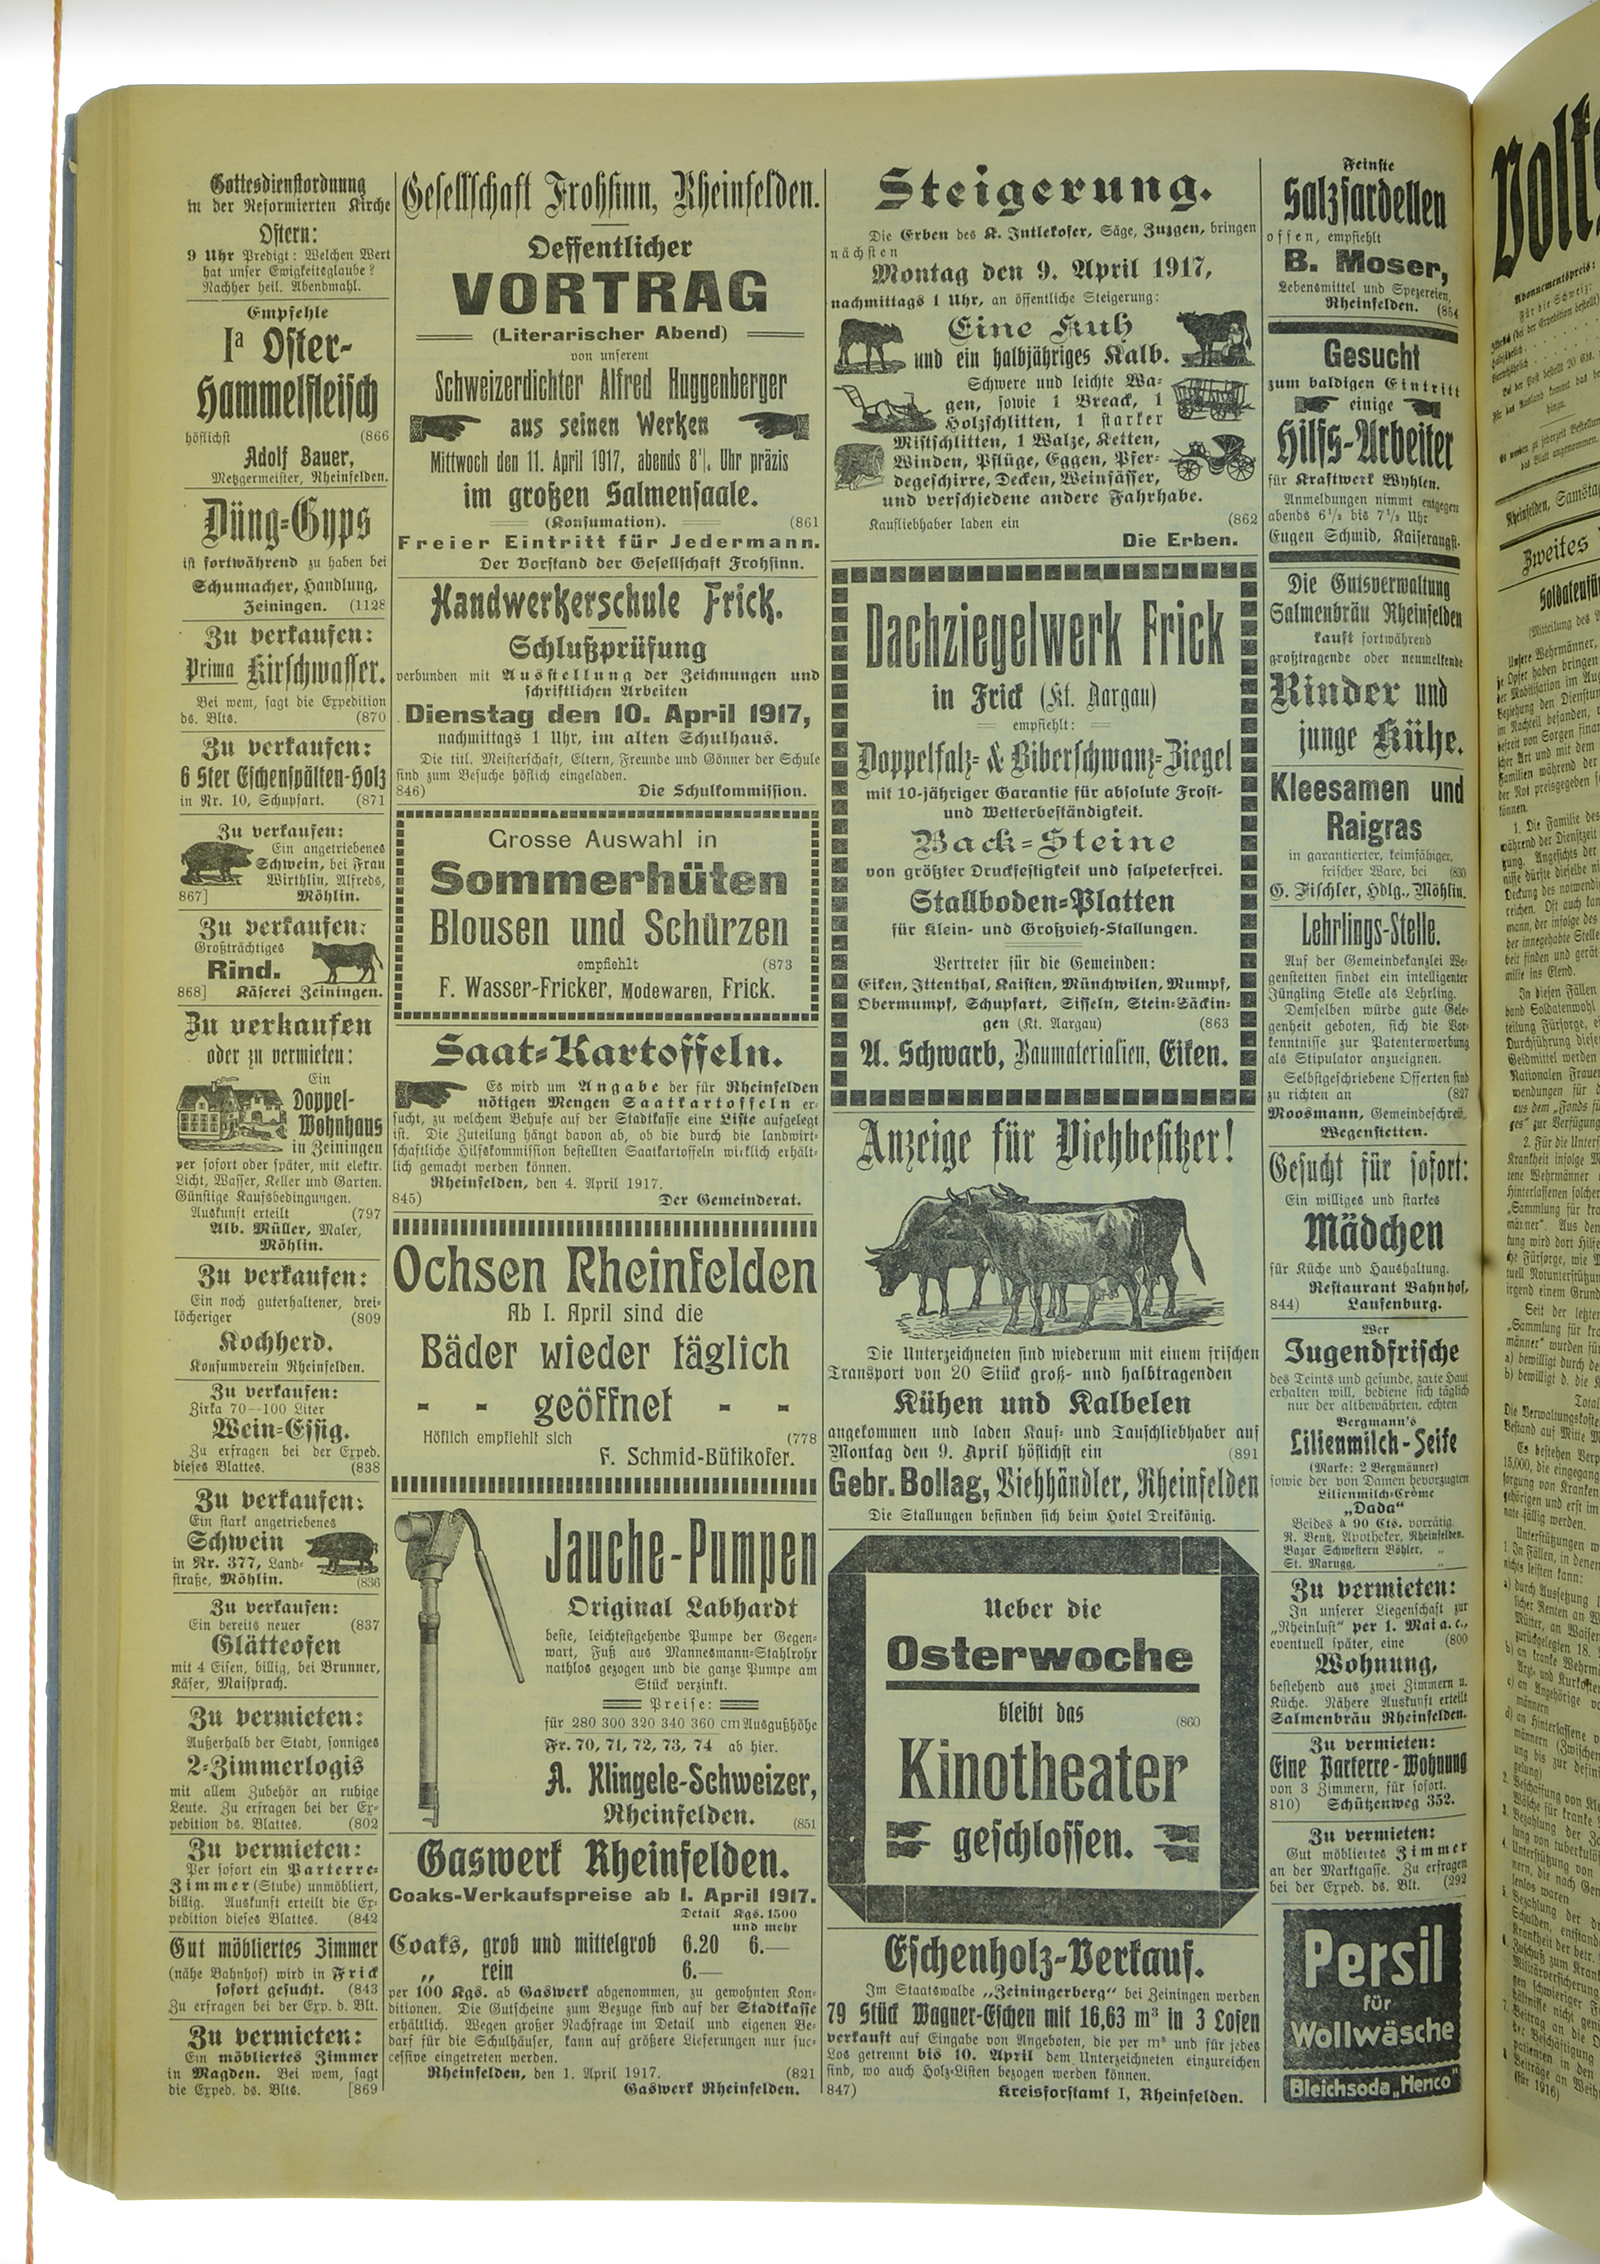 Gottesdienstordnung
in der Reformierten Kirche
Ostern:
9 Uhr Predigt: Welchen Wert
hat unser Ewigkeitsglaube?
Nachher heil. Abendmahl.
Empfehle
Iª Oster-
Hammelfleisch
höflichst (866
Adolf Bauer,
Metzgermeister, Rheinfelden.
Düng-Gyps
ist fortwährend zu haben bei
Schumacher, Handlung,
Zeiningen. (1128
Zu verkaufen:
Prima Kirschwasser.
Bei wem, sagt die Expedition
ds. Blts. (870
Zu verkaufen:
6 Ster Eschenspälten-Holz
in Nr. 10, Schupfart. (871
Zu verkaufen:
Ein angetriebenes
Schwein, bei Frau
Wirthlin, Alfreds,
867] Möhlin.
Zu verkaufen:
Großträchtiges
Rind.
868] Käserei Zeiningen.
Zu verkaufen
oder zu vermieten:
Ein
Doppel-
Wohnhaus
in Zeiningen
per sofort oder später, mit elektr.
Licht, Wasser, Keller und Garten.
Günstige Kaufsbedingungen.
Auskunft erteilt (797
Alb. Müller, Maler,
Möhlin.
Zu verkaufen:
Ein noch guterhaltener, drei-
löcheriger (809
Kochherd.
Konsumverein Rheinfelden.
Zu verkaufen:
Zirka 70--100 Liter
Wein-Essig.
Zu erfragen bei der Exped.
dieses Blattes. (838
Zu verkaufen:
Ein stark angetriebenes
Schwein
in Nr. 377, Land-
straße, Möhlin. (836
Zu verkaufen:
Ein bereits neuer (837
Glätteofen
mit 4 Eisen, billig, bei Brunner,
Käser, Maisprach.
Zu vermieten:
Außerhalb der Stadt, sonniges
2-Zimmerlogis
mit allem Zubehör an ruhige
Leute. Zu erfragen bei der Ex-
pedition ds. Blattes. (802
Zu vermieten:
Per sofort ein Parterre-
Zimmer (Stube) unmöbliert,
billig. Auskunft erteilt die Ex-
pedition dieses Blattes. (842
Gut möbliertes Zimmer
(nähe Bahnhof) wird in Frick
sofort gesucht. (843
Zu erfragen bei der Exp. d. Blt.
Zu vermieten:
Ein möbliertes Zimmer
in Magden. Bei wem, sagt
die Exped. ds. Blts. [869
Gesellschaft Frohsinn, Rheinfelden.
Oeffentlicher
VORTRAG
(Literarischer Abend)
von unserem
Schweizerdichter Alfred Huggenberger
aus seinen Werken
Mittwoch den 11. April 1917, abends 8¹|₄ Uhr präzis
im großen Salmensaale.
(Konsumation). (861
Freier Eintritt für Jedermann.
Der Vorstand der Gesellschaft Frohsinn.
Handwerkerschule Frick.
Schlußprüfung
verbunden mit Ausstellung der Zeichnungen und
schriftlichen Arbeiten
Dienstag den 10. April 1917,
nachmittags 1 Uhr, im alten Schulhaus.
Die titl. Meisterschaft, Eltern, Freunde und Gönner der Schule
sind zum Besuche höflich eingeladen.
846) Die Schulkommission.
Grosse Auswahl in
Sommerhüten
Blousen und Schürzen
empfiehlt (873
F. Wasser-Fricker, Modewaren, Frick.
Saat-Kartoffeln.
Es wird um Angabe der für Rheinfelden
nötigen Mengen Saatkartoffeln er-
sucht, zu welchem Behufe auf der Stadtkasse eine Liste aufgelegt
ist. Die Zuteilung hängt davon ab, ob die durch die landwirt-
schaftliche Hilfskommission bestellten Saatkartoffeln wirklich erhält-
lich gemacht werden können.
Rheinfelden, den 4. April 1917.
845) Der Gemeinderat.
Ochsen Rheinfelden
Ab 1. April sind die
Bäder wieder täglich
- - geöffnet - -
Höflich empfiehlt sich (778
F. Schmid-Bütikofer.
Jauche-Pumpen
Original Labhardt
beste, leichtestgehende Pumpe der Gegen-
wart, Fuß aus Mannesmann-Stahlrohr
nathlos gezogen und die ganze Pumpe am
Stück verzinkt.
Preise:
für 280 300 320 340 360 cm Ausgußhöhe
Fr. 70, 71, 72, 73, 74 ab hier.
A. Klingele-Schweizer,
Rheinfelden. (851
Gaswerk Rheinfelden.
Coaks-Verkaufspreise ab 1. April 1917.
Detail Kgs. 1500
und mehr
Coaks, grob und mittelgrob 6.20 6.—
„ rein 6.—
per 100 Kgs. ab Gaswerk abgenommen, zu gewohnten Kon-
ditionen. Die Gutscheine zum Bezuge sind auf der Stadtkasse
erhältlich. Wegen großer Nachfrage im Detail und eigenen Be-
darf für die Schulhäuser, kann auf größere Lieferungen nur suc-
cessive eingetreten werden.
Rheinfelden, den 1. April 1917. (821
Gaswerk Rheinfelden.
Steigerung.
Die Erben des K. Intlekofer, Säge, Zuzgen, bringen
nächsten
Montag den 9. April 1917,
nachmittags 1 Uhr, an öffentliche Steigerung:
Eine Kuh
und ein halbjähriges Kalb.
Schwere und leichte Wa-
gen, sowie 1 Breack, 1
Holzschlitten, 1 starker
Mistschlitten, 1 Walze, Ketten,
Winden, Pflüge, Eggen, Pfer-
degeschirre, Decken, Weinfässer,
und verschiedene andere Fahrhabe.
Kaufliebhaber laden ein (862
Die Erben.
Dachziegelwerk Frick
in Frick (Kt. Aargau)
empfiehlt:
Doppelfalz- & Biberschwanz-Ziegel
mit 10-jähriger Garantie für absolute Frost-
und Wetterbeständigkeit.
Back-Steine
von größter Druckfestigkeit und salpeterfrei.
Stallboden-Platten
für Klein- und Großvieh-Stallungen.
Vertreter für die Gemeinden:
Eiken, Ittenthal, Kaisten, Münchwilen, Mumpf,
Obermumpf, Schupfart, Sisseln, Stein-Säckin-
gen (Kt. Aargau) (863
A. Schwarb, Baumaterialien, Eiken.
Anzeige für Viehbesitzer!
Die Unterzeichneten sind wiederum mit einem frischen
Transport von 20 Stück groß- und halbtragenden
Kühen und Kalbelen
angekommen und laden Kauf- und Tauschliebhaber auf
Montag den 9. April höflichst ein (891
Gebr. Bollag, Viehhändler, Rheinfelden
Die Stallungen befinden sich beim Hotel Dreikönig.
Ueber die
Osterwoche
bleibt das (860
Kinotheater
geschlossen.
Eschenholz-Verkauf.
Im Staatswalde „Zeiningerberg“ bei Zeiningen werden
79 Stück Wagner-Eschen mit 16,63 m³ in 3 Losen
verkauft auf Eingabe von Angeboten, die per m³ und für jedes
Los getrennt bis 10. April dem Unterzeichneten einzureichen
sind, wo auch Holz-Listen bezogen werden können.
847) Kreisforstamt I, Rheinfelden.
Feinste
Salzsardellen
offen, empfiehlt
B. Moser,
Lebensmittel und Spezereien,
Rheinfelden. (854
Gesucht
zum baldigen Eintritt
einige
Hilfs-Arbeiter
für Kraftwerk Wyhlen.
Anmeldungen nimmt entgegen
abends 6¹/₂ bis 7¹/₂ Uhr
Eugen Schmid, Kaiseraugst.
Die Gutsverwaltung
Salmenbräu Rheinfelden
kauft fortwährend
großtragende oder neumelkende
Rinder und
junge Kühe.
Kleesamen und
Raigras
in garantierter, keimfähiger,
frischer Ware, bei (830
G. Fischler, Hdlg., Möhlin.
Lehrlings-Stelle.
Auf der Gemeindekanzlei We-
genstetten findet ein intelligenter
Jüngling Stelle als Lehrling.
Demselben würde gute Gele-
genheit geboten, sich die Vor-
kenntnisse zur Patenterwerbung
als Stipulator anzueignen.
Selbstgeschriebene Offerten sind
zu richten an (827
Moosmann, Gemeindeschrei.,
Wegenstetten.
Gesucht für sofort:
Ein williges und starkes
Mädchen
für Küche und Haushaltung.
Restaurant Bahnhof,
844) Laufenburg.
Wer
Jugendfrische
des Teints und gesunde, zarte Haut
erhalten will, bediene sich täglich
nur der altbewährten, echten
Bergmann's
Lilienmilch-Seife
(Marke: 2 Bergmänner)
sowie der von Damen bevorzugten
Lilienmilch-Crème
„Dada“
Beides à 90 Cts. vorrätig
R. Bentz, Apotheker, Rheinfelden.
Bazar Schwestern Böhler, „
St. Marugg, „
Zu vermieten:
In unserer Liegenschaft zur
„Rheinlust“ per 1. Mai a. c.,
eventuell später, eine (800
Wohnung,
bestehend aus zwei Zimmern u.
Küche. Nähere Auskunft erteilt
Salmenbräu Rheinfelden.
Zu vermieten:
Eine Parterre-Wohnung
von 3 Zimmern, für sofort.
810) Schützenweg 352.
Zu vermieten:
Gut möbliertes Zimmer
an der Marktgasse. Zu erfragen
bei der Exped. ds. Blt. (292
Persil
für
Wollwäsche
Bleichsoda „Henco“
Abonnementspreis:
Für die Schweiz:
Rheinfelden, Samstag
Zweites